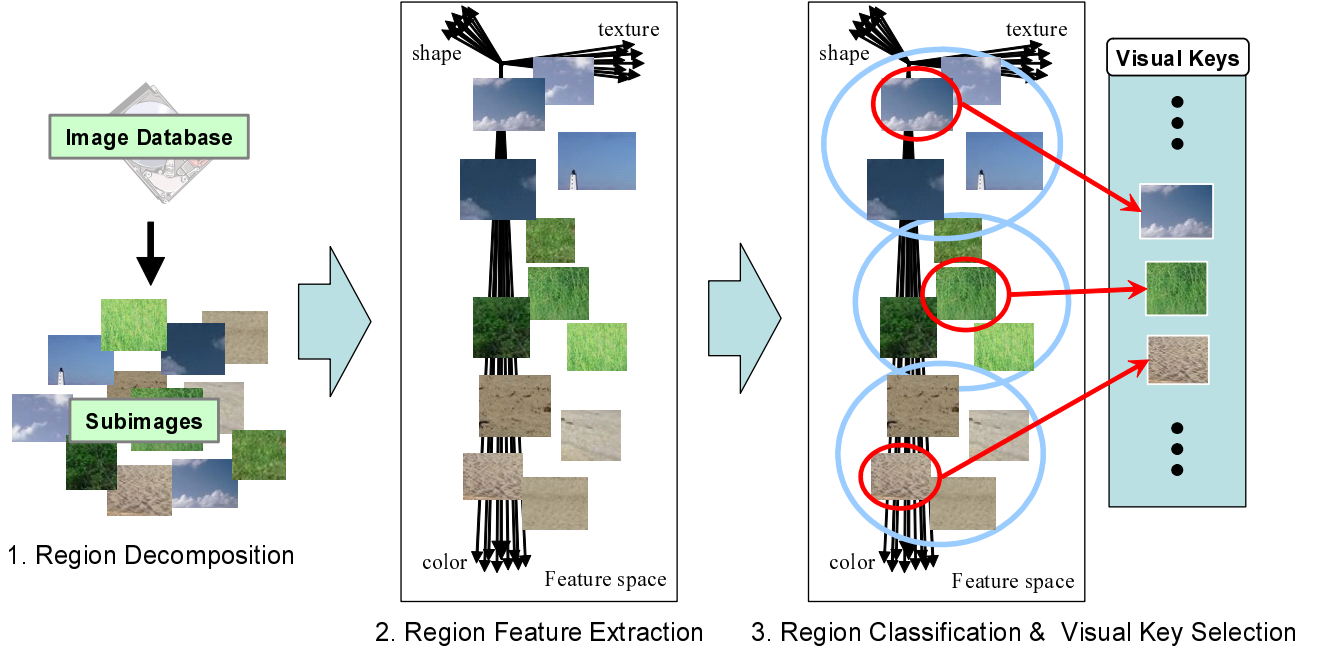 Image Database
Subimages
1. Region Decomposition
shape
texture
color
Feature space
2. Region Feature Extraction
shape
texture
color
Feature space
Visual Keys
3. Region Classification & Visual Key Selection